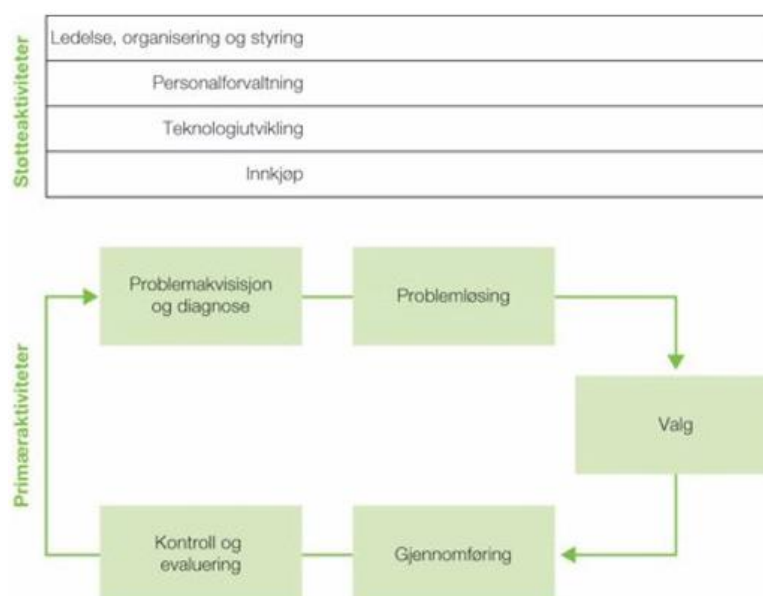 Støtteaktiviteter
Ledelse, organisering og styring
Personalforvaltning
Teknologiutvikling
Innkjøp
Primæraktiviteter
Problemakvisisjon
og diagnose
Problemløsing
Valg
Kontroll og
evaluering
Gjennomføring